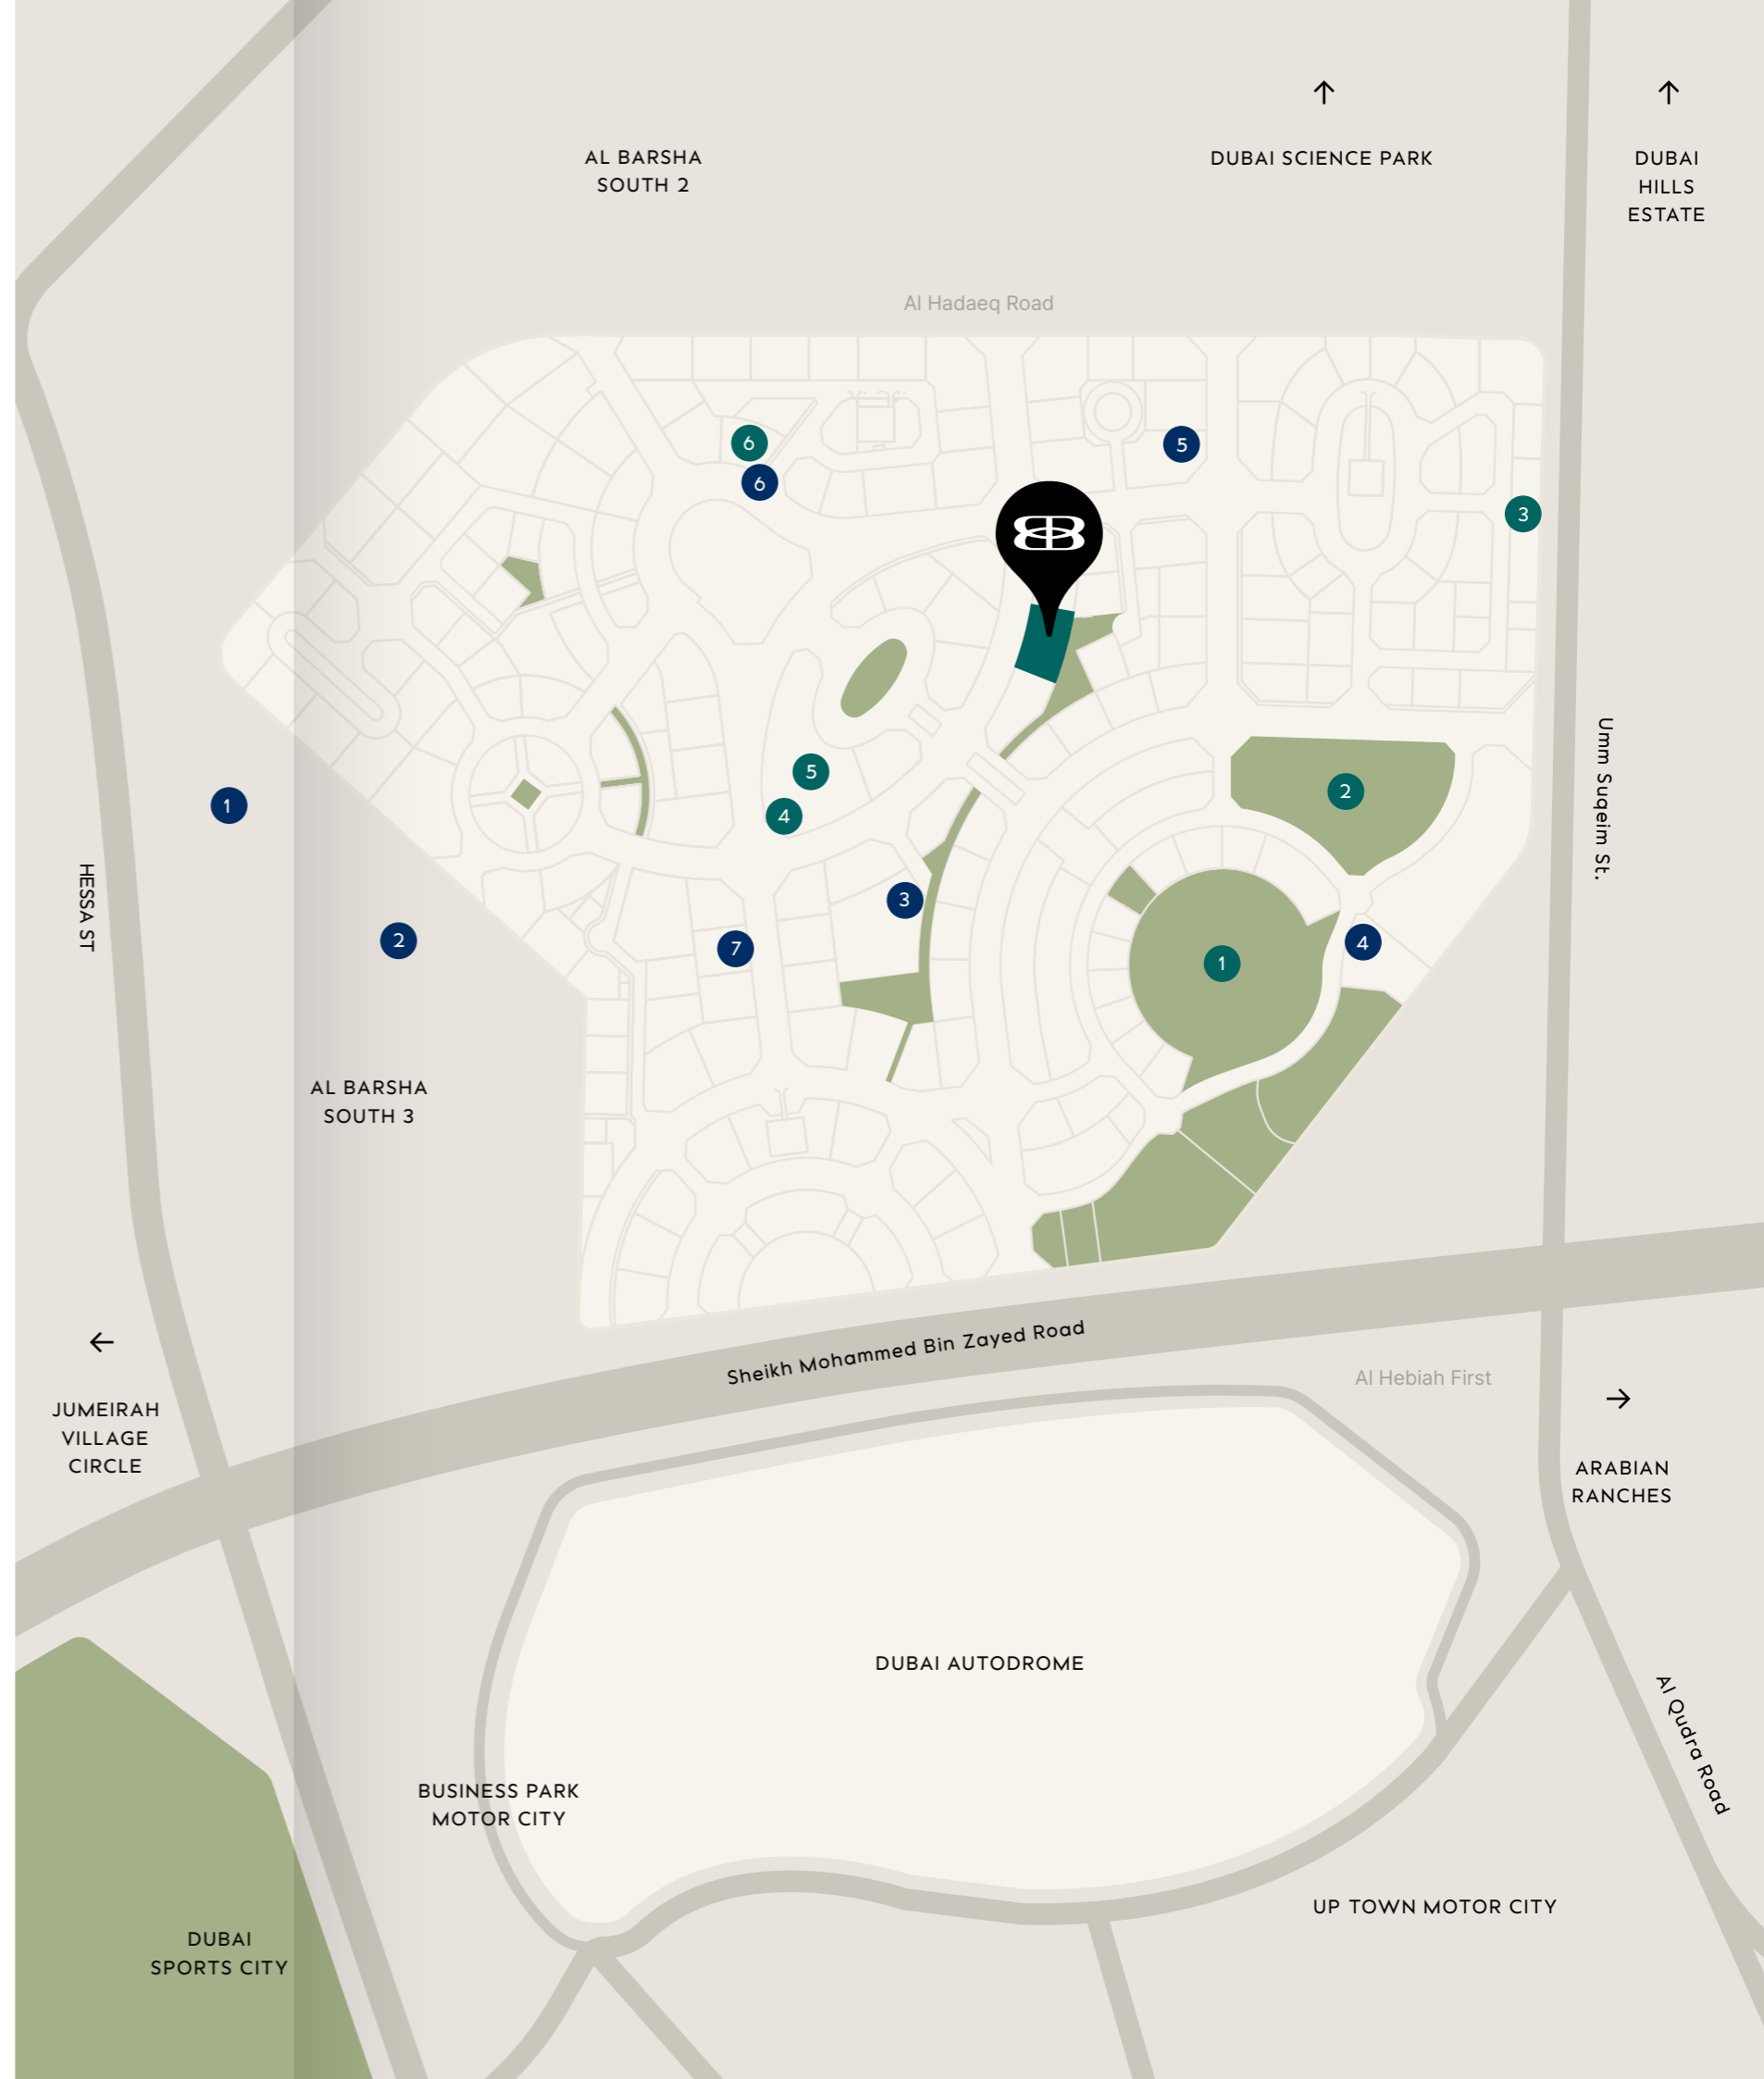 AL BARSHA
SOUTH 2
DUBAI SCIENCE PARK
DUBAI
HILLS
ESTATE
Al Hadaeq Road
6
5
6
3
Umm Suqeim St.
5
2
1
4
HESSA ST
3
2
7
4
1
AL BARSHA
SOUTH 3
Sheikh Mohammed Bin Zayed Road
Al Hebiah First
JUMEIRAH
VILLAGE
CIRCLE
ARABIAN
RANCHES
DUBAI AUTODROME
Al Qudra Road
BUSINESS PARK
MOTOR CITY
UP TOWN MOTOR CITY
DUBAI
SPORTS CITY